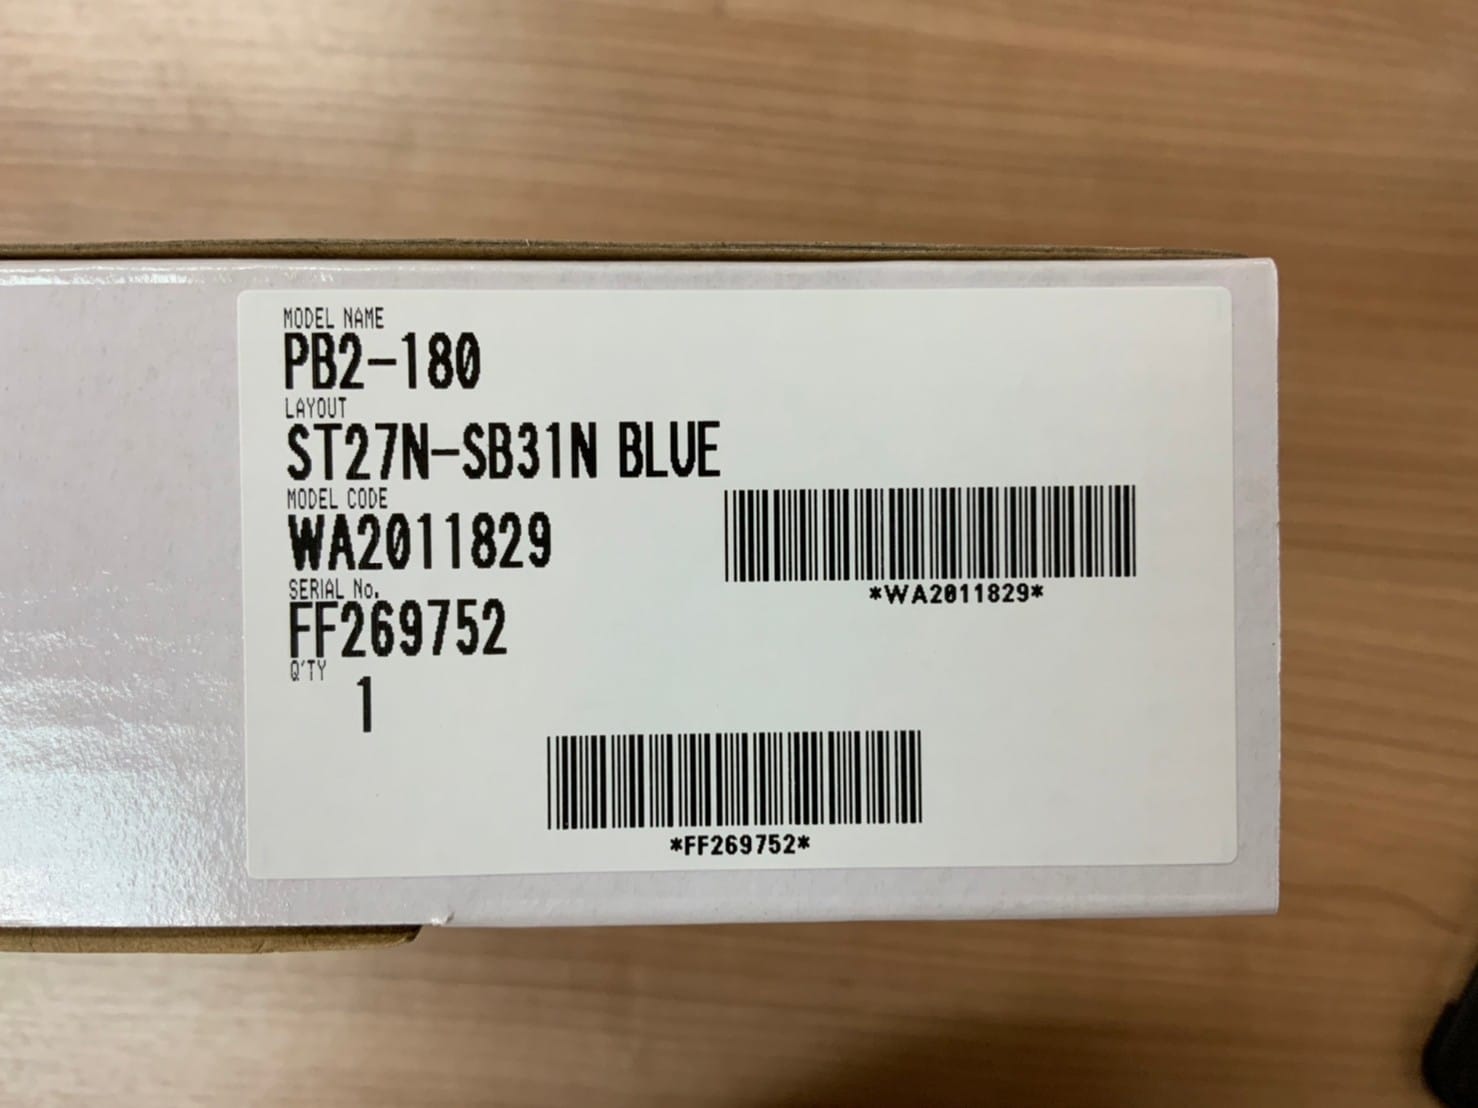 MODEL NAME
PB2-180
LAYOUT
ST27N-SB31N BLUE
MODEL CODE
WA2011829
*WA2011829*
SERIAL No.
FF269752
Q'TY
1
*FF269752*